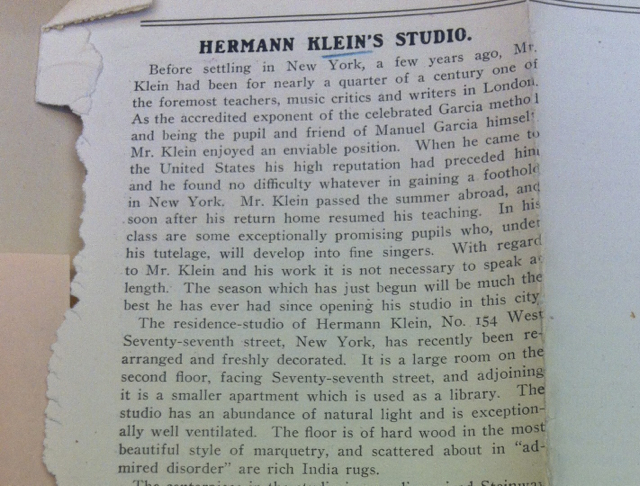 HERMANN KLEIN'S STUDIO.
Before settling in New York, a few years ago, Mr.
Klein had been for nearly a quarter of a century one of
the foremost teachers, music critics and writers in London.
As the accredited exponent of the celebrated Garcia metho
and being the pupil and friend of Manuel Garcia himsel
Mr. Klein enjoyed an enviable position. When he came to
the United States his high reputation had preceded him
and he found no difficulty whatever in gaining a foothold
in New York. Mr. Klein passed the summer abroad, and
soon after his return home resumed his teaching. In his
class are some exceptionally promising pupils who, under
his tutelage, will develop into fine singers. With regard
to Mr. Klein and his work it is not necessary to speak a
length. The season which has just begun will be much the
best he has ever had since opening his studio in this city
The residence-studio of Hermann Klein, No. 154 West
Seventy-seventh street, New York, has recently been re-
arranged and freshly decorated. It is a large room on the
second floor, facing Seventy-seventh street, and adjoining
it is a smaller apartment which is used as a library. The
studio has an abundance of natural light and is exception-
ally well ventilated. The floor is of hard wood in the most
beautiful style of marquetry, and scattered about in "ad-
mired disorder" are rich India rugs.